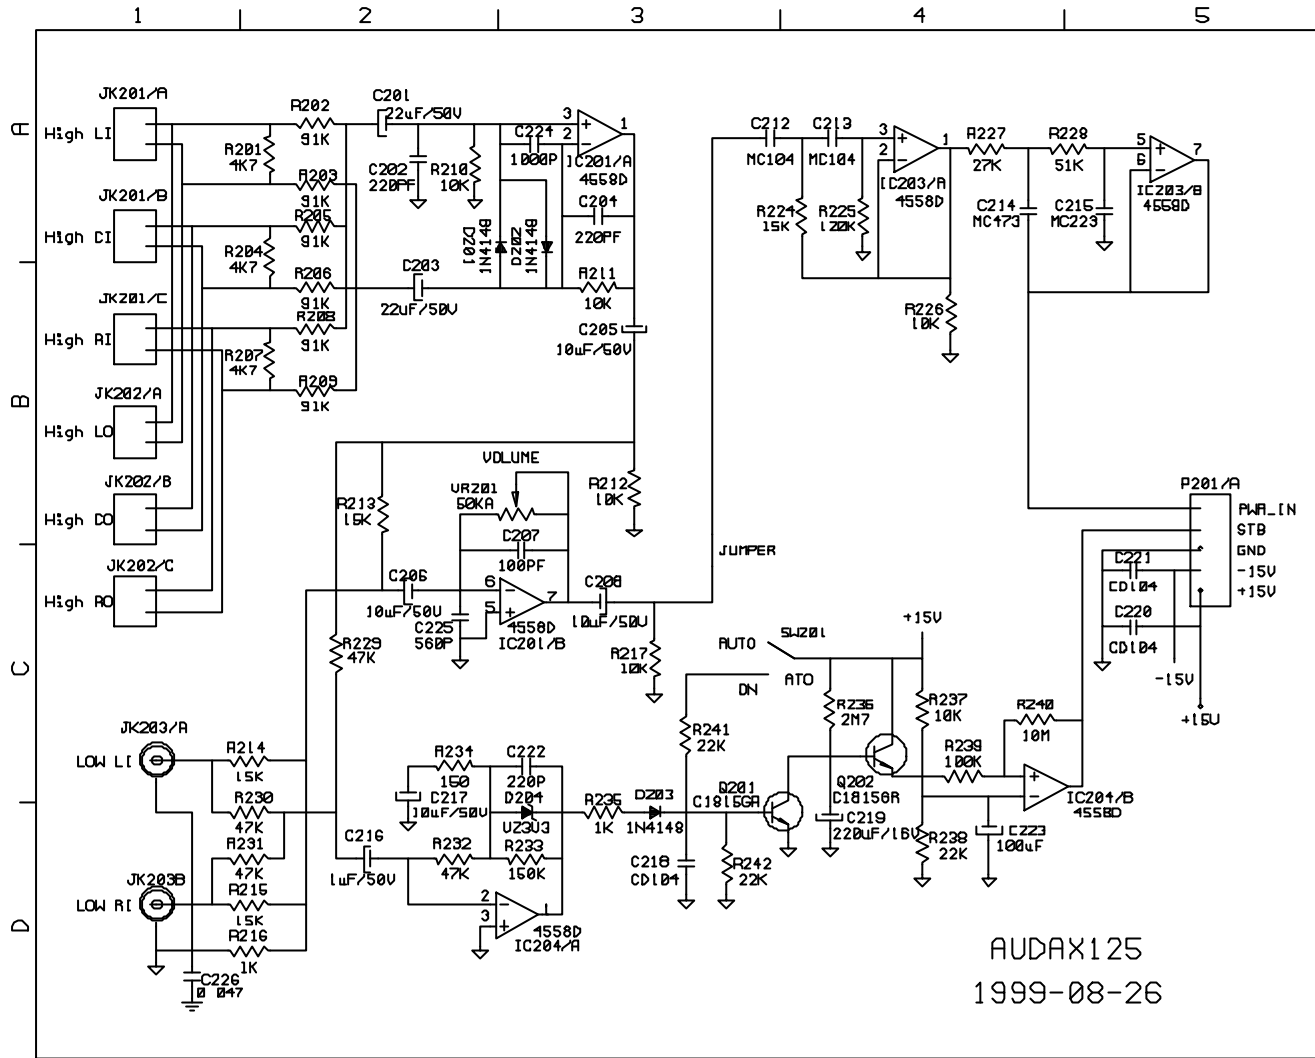 1 2 3 4 5
A
B
C
D
JK201/A
High LI
R201
4K7
R202
91K
R203
91K
C201
22uF/50V
C202
220PF
R210
10K
C224
1000P
3
2
1
IC201/A
4558D
C204
220PF
D201
1N4148
D202
1N4148
JK201/B
High CI
R204
4K7
R205
91K
R206
91K
C203
22uF/50V
R211
10K
C205
10uF/50V
JK201/C
High RI
R207
4K7
R208
91K
R209
91K
JK202/A
High LO
JK202/B
High CO
JK202/C
High RO
C212
MC104
C213
MC104
3
2
1
IC203/A
4558D
R224
15K
R225
120K
R226
10K
R227
27K
R228
51K
C214
MC473
C215
MC223
5
6
7
IC203/B
4558D
VOLUME
VR201
50KA
R213
15K
R212
10K
C207
100PF
C206
10uF/50V
C225
560P
6
5
7
4558D
IC201/B
C208
10uF/50V
R217
10K
R229
47K
JUMPER
P201/A
PWR_IN
STB
GND
-15V
+15V
C221
CD104
C220
CD104
-15V
+15V
AUTO
SW201
ON
ATO
+15V
R236
2M7
R237
10K
R240
10M
R241
22K
R239
100K
Q201
C1815GR
Q202
C1815GR
C219
220uF/16V
R238
22K
C223
100uF
IC204/B
4558D
JK203/A
LOW LI
R214
15K
R230
47K
R231
47K
JK203B
LOW RI
R215
15K
R216
1K
C226
0 047
R234
150
C222
220P
C217
10uF/50V
D204
VZ3V3
R235
1K
D203
1N4148
C216
1uF/50V
R232
47K
R233
150K
C218
CD104
R242
22K
2
3
1
4558D
IC204/A
AUDAX125
1999-08-26